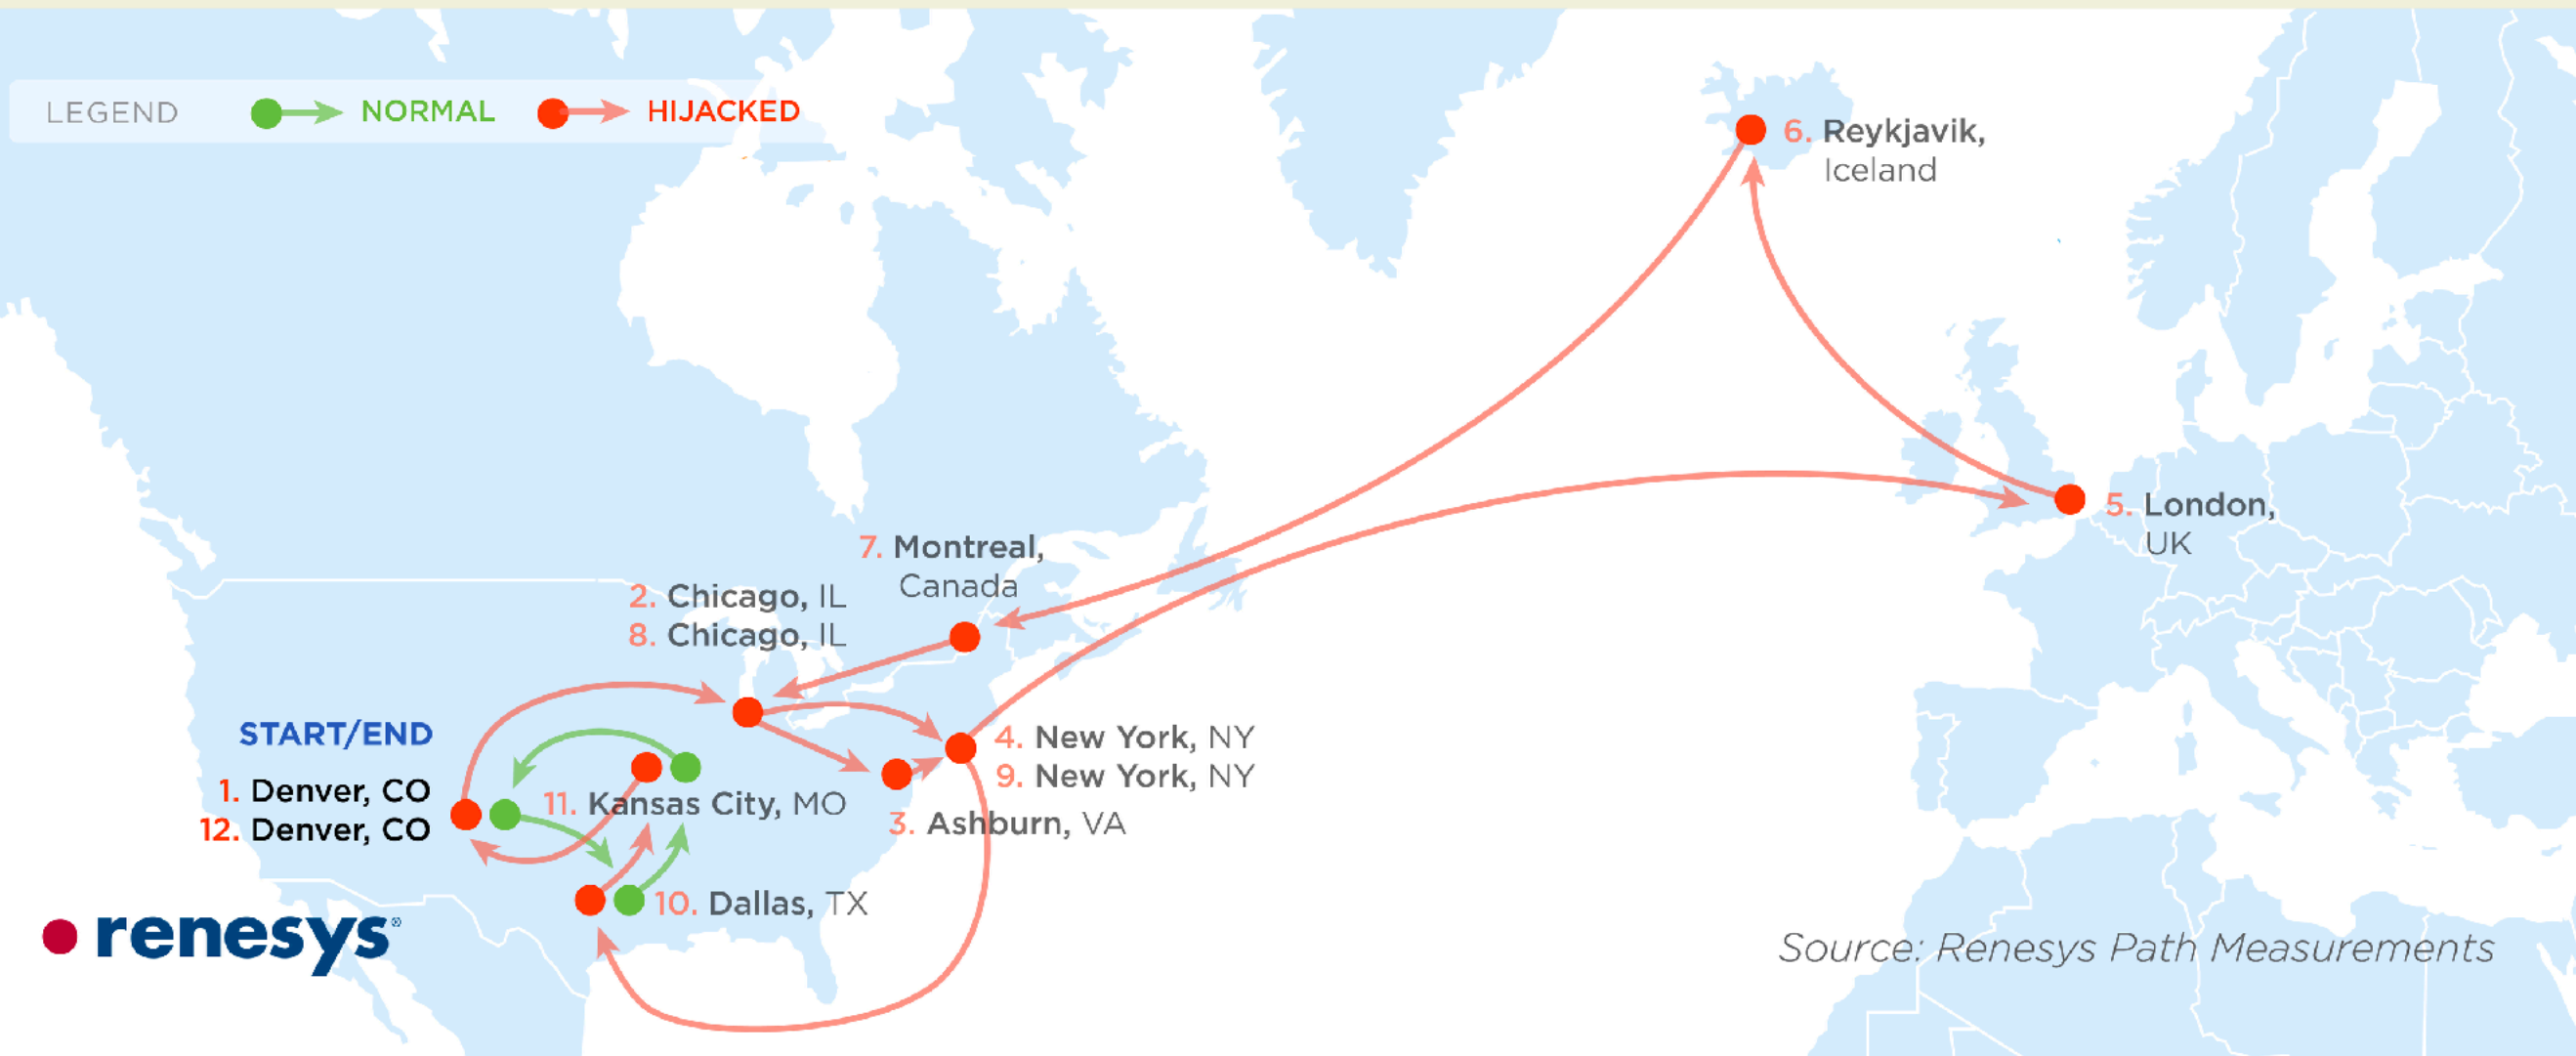 LEGEND NORMAL HIJACKED
6. Reykjavik,
Iceland
5. London,
UK
7. Montreal,
Canada
2. Chicago, IL
8. Chicago, IL
START/END
1. Denver, CO
12. Denver, CO
4. New York, NY
9. New York, NY
11. Kansas City, MO
3. Ashburn, VA
10. Dallas, TX
renesys®
Source: Renesys Path Measurements